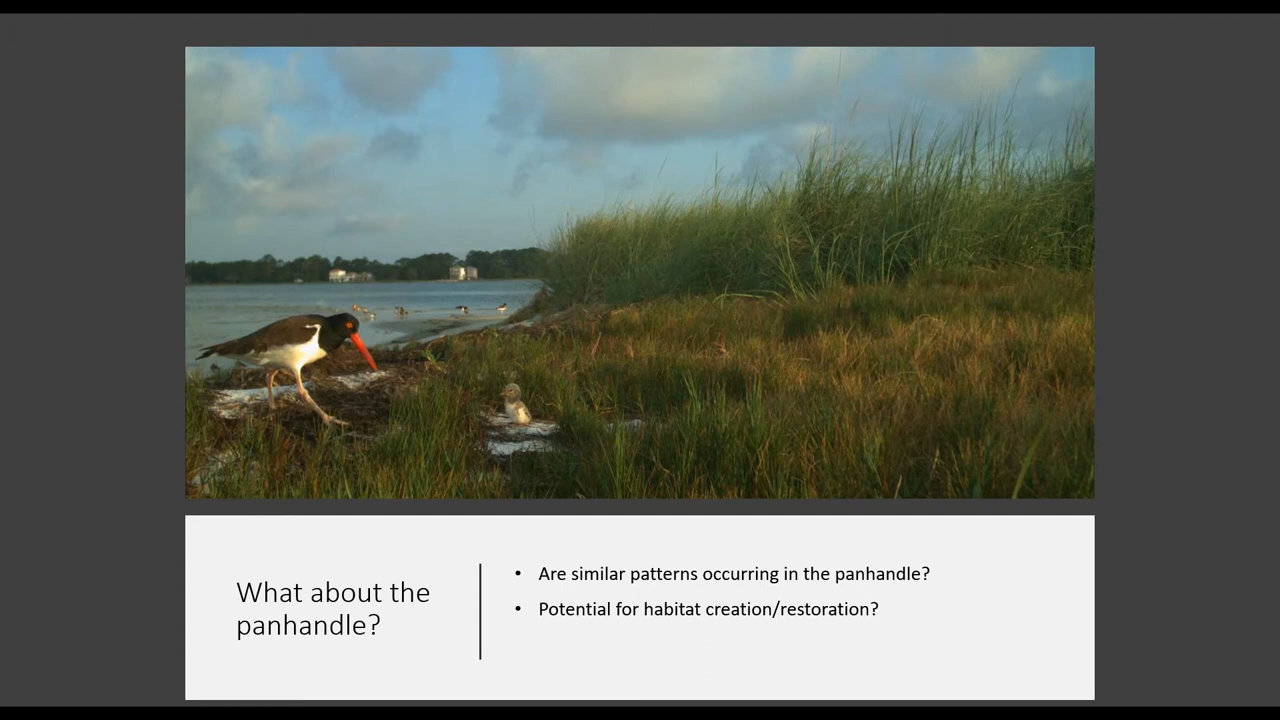 What about the
panhandle?
• Are similar patterns occurring in the panhandle?
• Potential for habitat creation/restoration?